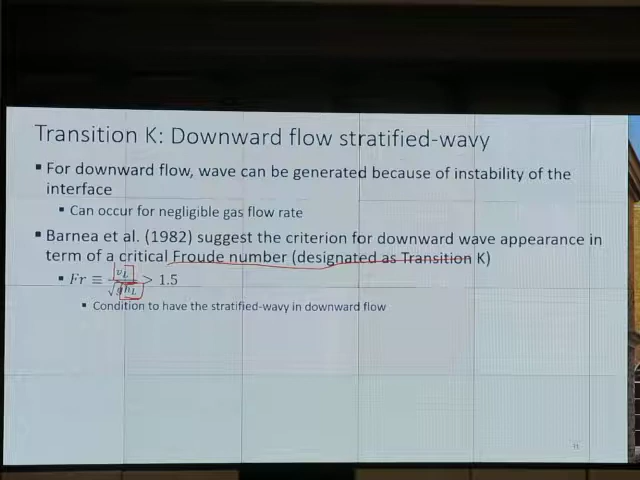 Transition K: Downward flow stratified-wavy
▪ For downward flow, wave can be generated because of instability of the
interface
▪ Can occur for negligible gas flow rate
▪ Barnea et al. (1982) suggest the criterion for downward wave appearance in
term of a critical Froude number (designated as Transition K)
▪ Fr ≡ v_L / √(gh_L) > 1.5
▪ Condition to have the stratified-wavy in downward flow